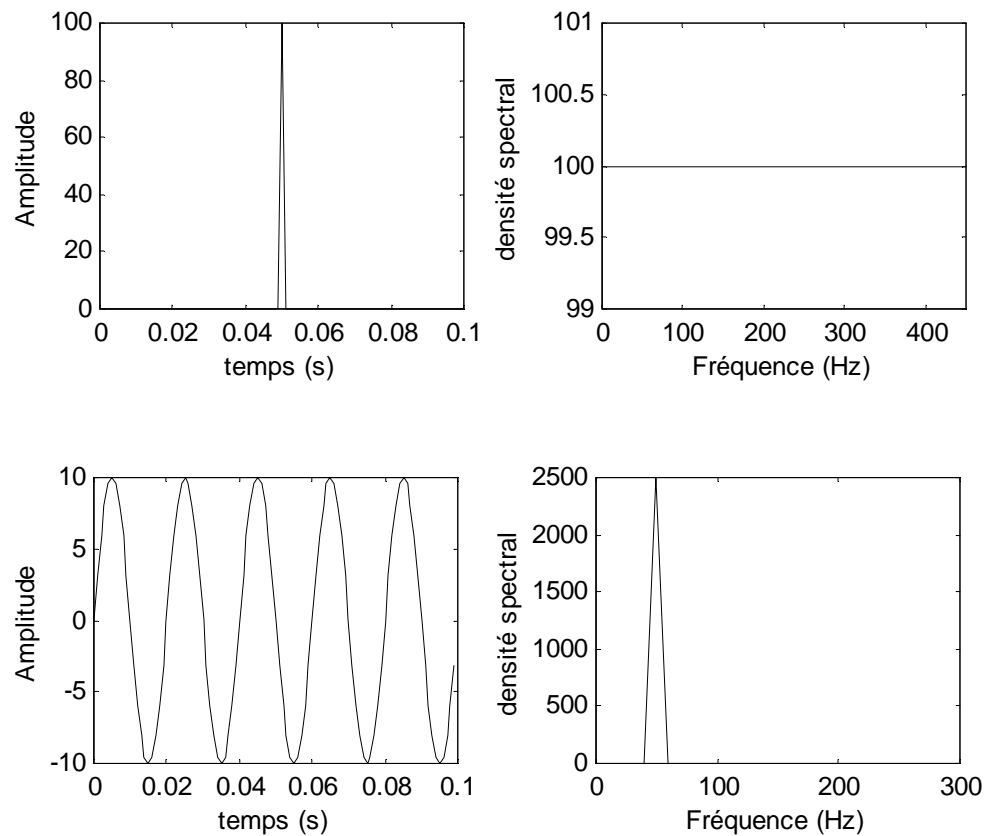 100
80
60
40
20
0
Amplitude
0 0.02 0.04 0.06 0.08 0.1
temps (s)
101
100.5
100
99.5
99
densité spectral
0 100 200 300 400
Fréquence (Hz)
10
5
0
-5
-10
Amplitude
0 0.02 0.04 0.06 0.08 0.1
temps (s)
2500
2000
1500
1000
500
0
densité spectral
0 100 200 300
Fréquence (Hz)